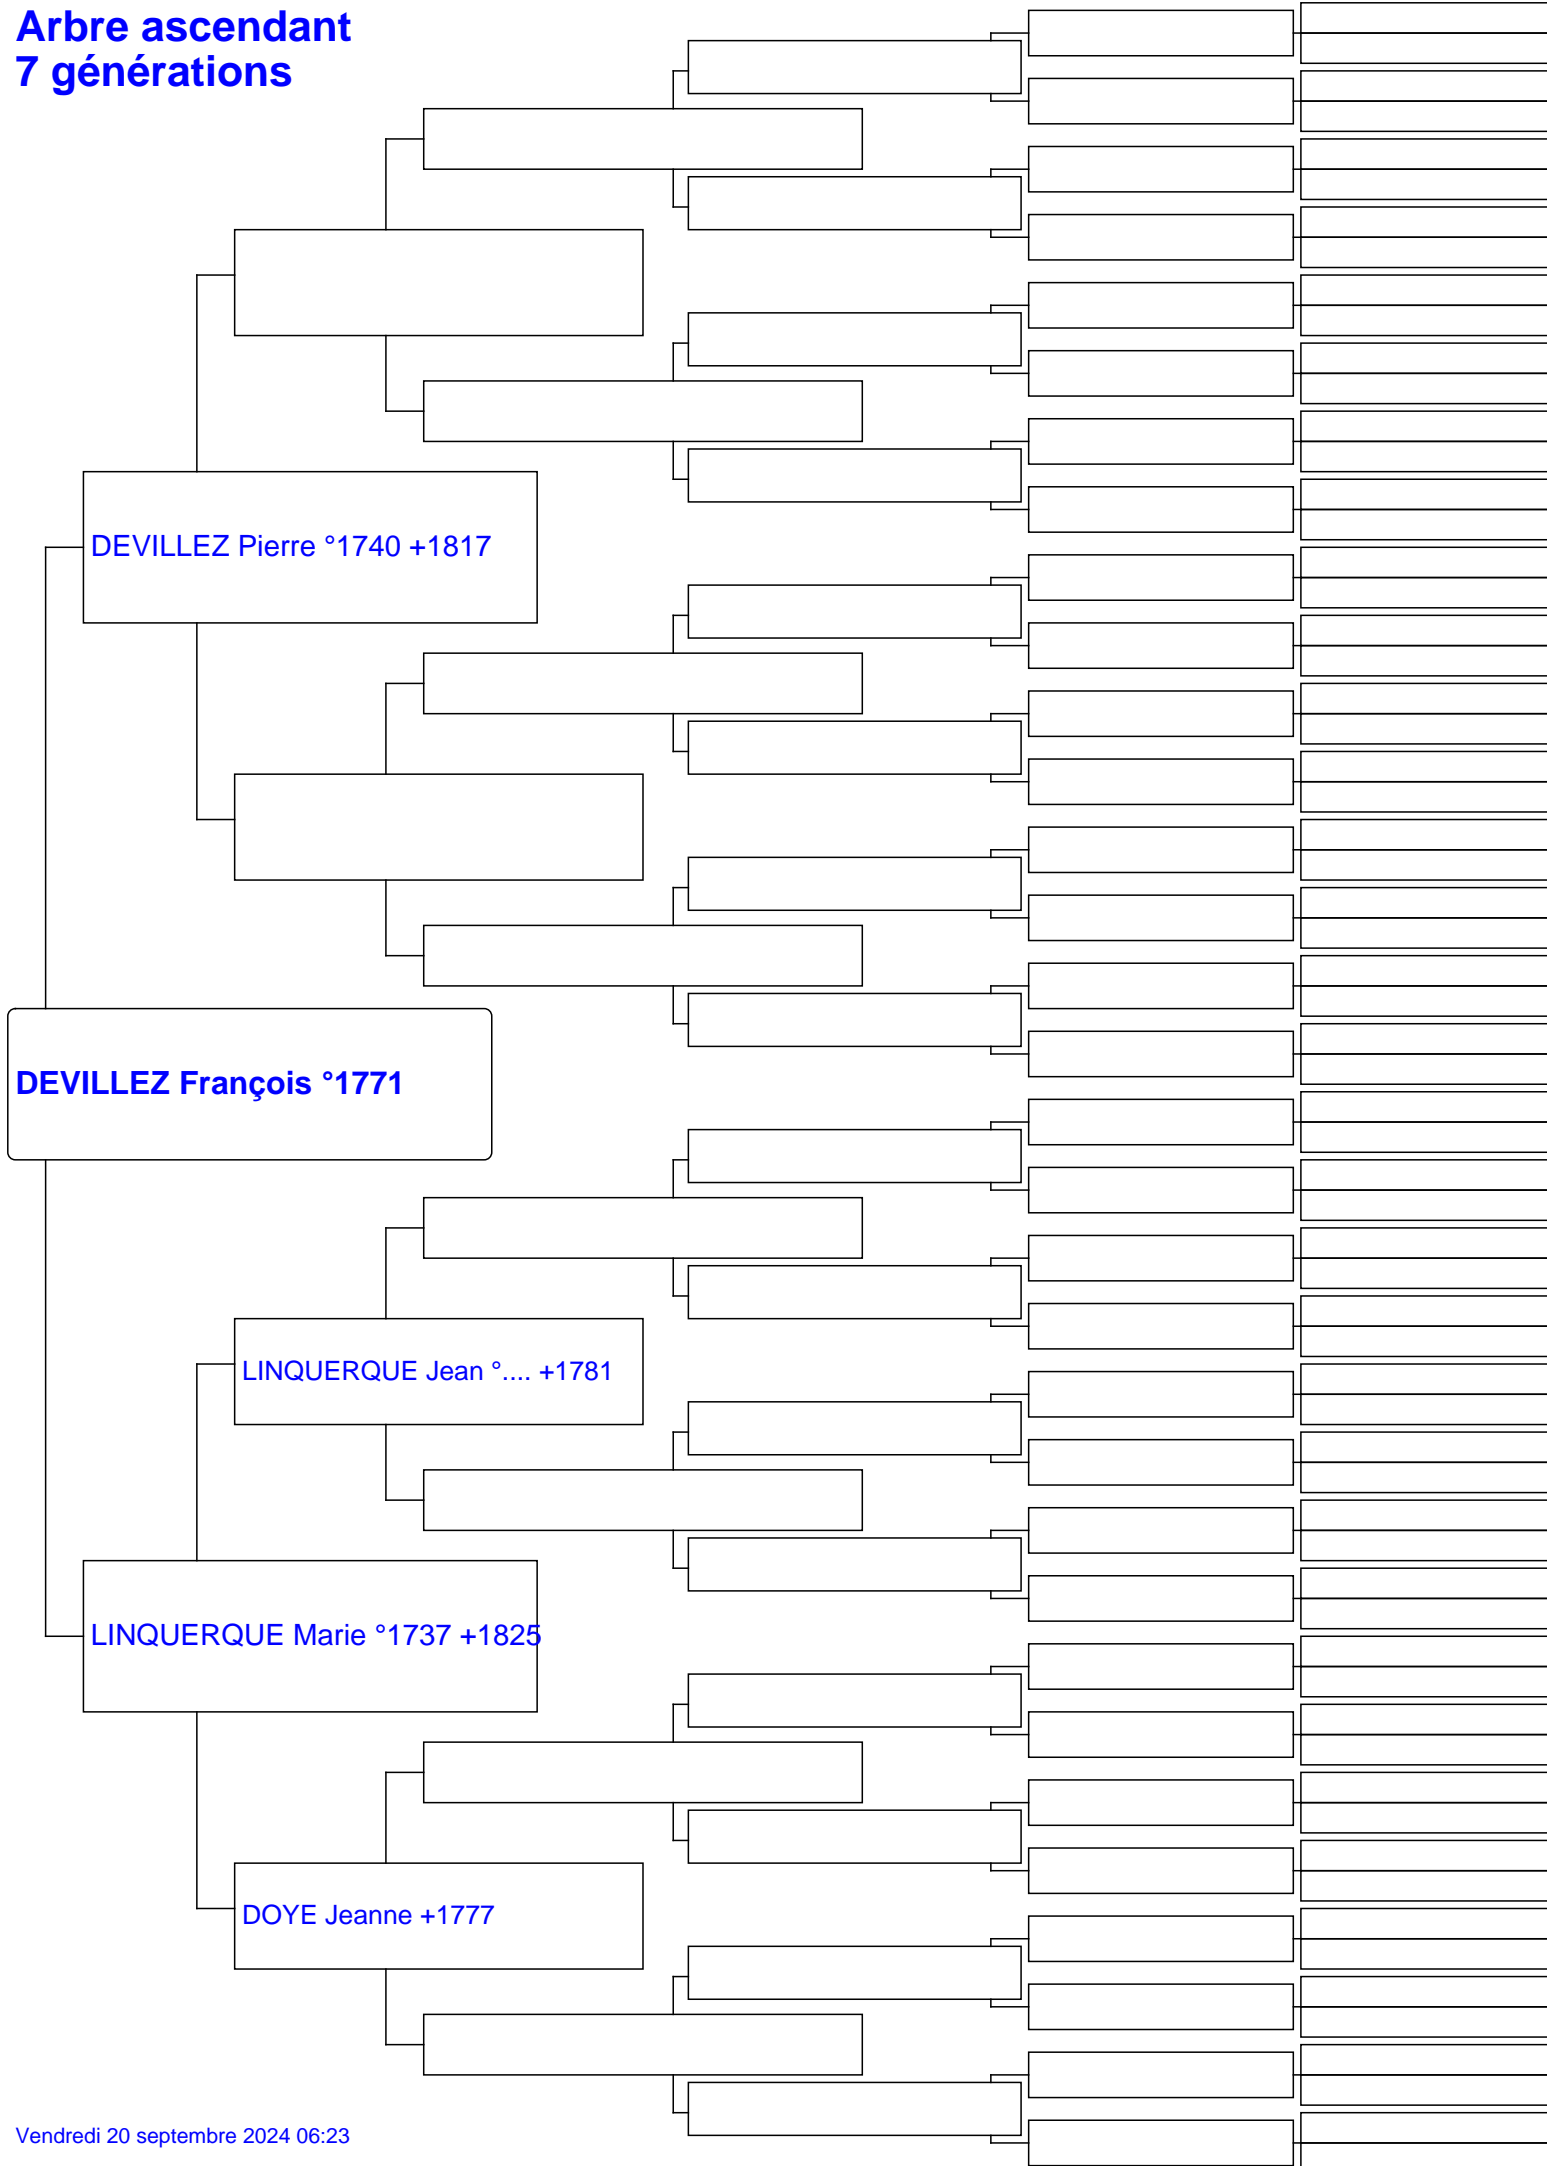 Arbre ascendant
7 générations
DEVILLEZ Pierre °1740 +1817
DEVILLEZ François °1771
LINQUERQUE Jean °.... +1781
LINQUERQUE Marie °1737 +1825
DOYE Jeanne +1777
Vendredi 20 septembre 2024 06:23